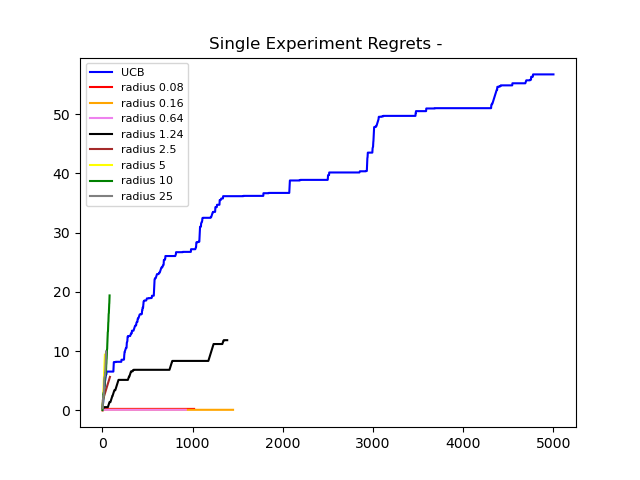 Single Experiment Regrets -
UCB
radius 0.08
radius 0.16
radius 0.64
radius 1.24
radius 2.5
radius 5
radius 10
radius 25
50
40
30
20
10
0
0 1000 2000 3000 4000 5000